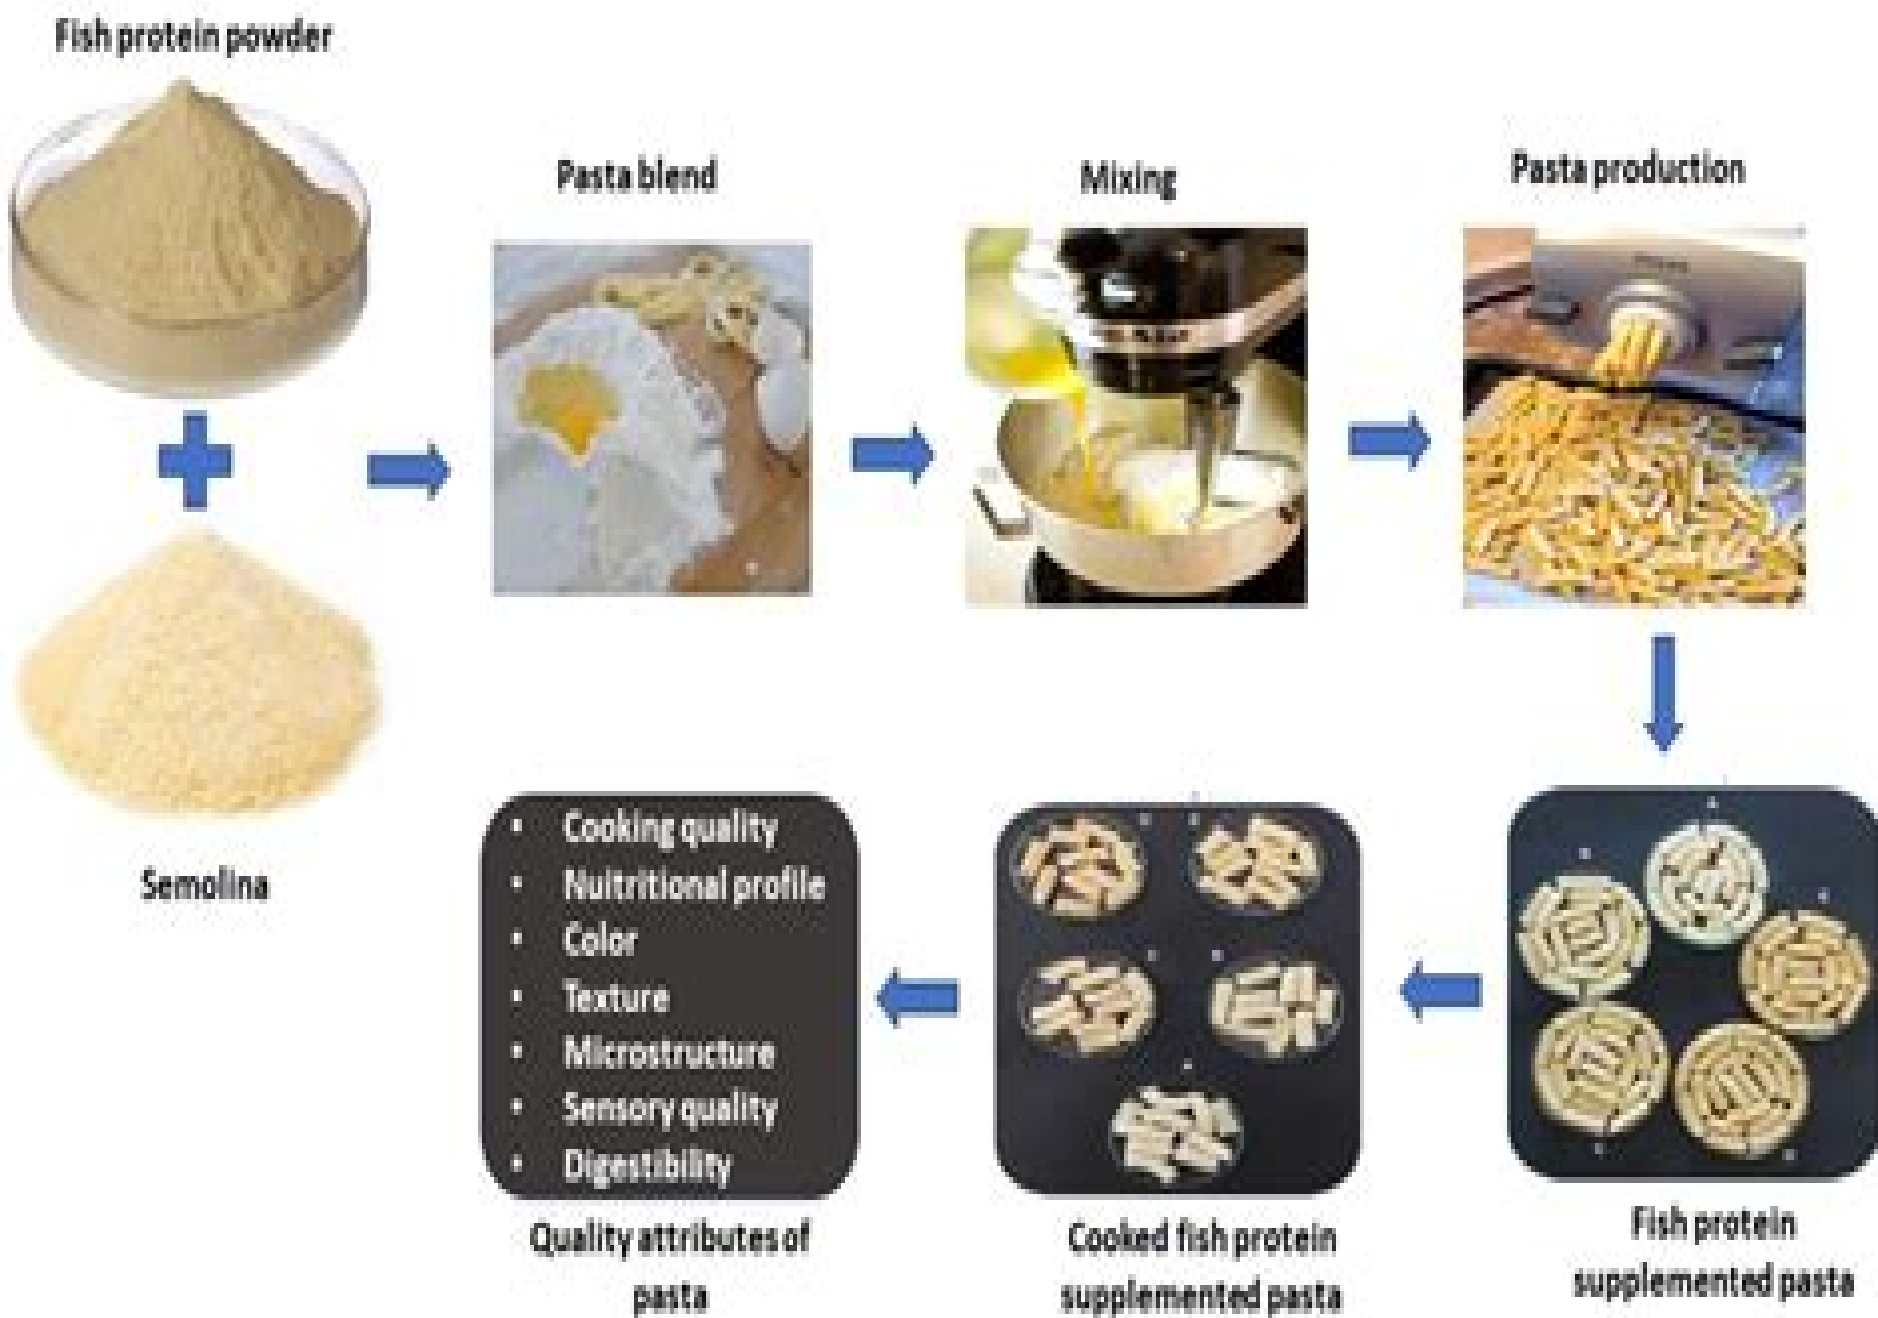 Fish protein powder
Pasta blend
Mixing
Pasta production
Semolina
• Cooking quality
• Nuitritional profile
• Color
• Texture
• Microstructure
• Sensory quality
• Digestibility
Quality attributes of
pasta
Cooked fish protein
supplemented pasta
Fish protein
supplemented pasta